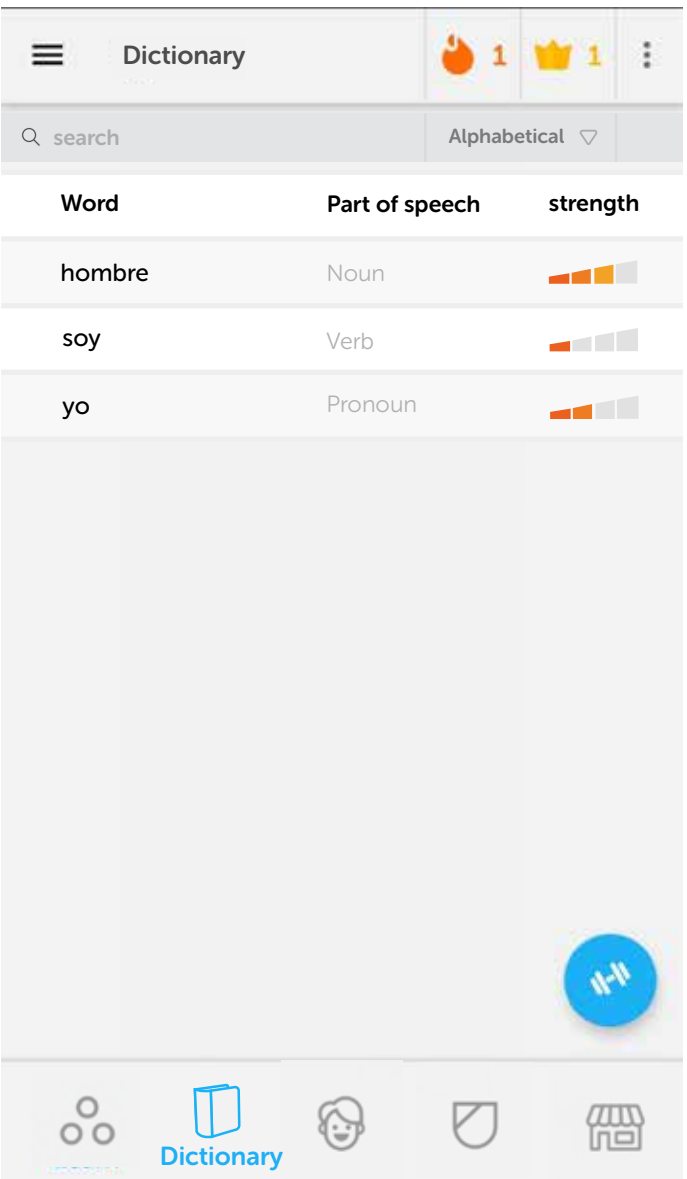 Dictionary 1 1
search Alphabetical
Word Part of speech strength
hombre Noun
soy Verb
yo Pronoun
Dictionary